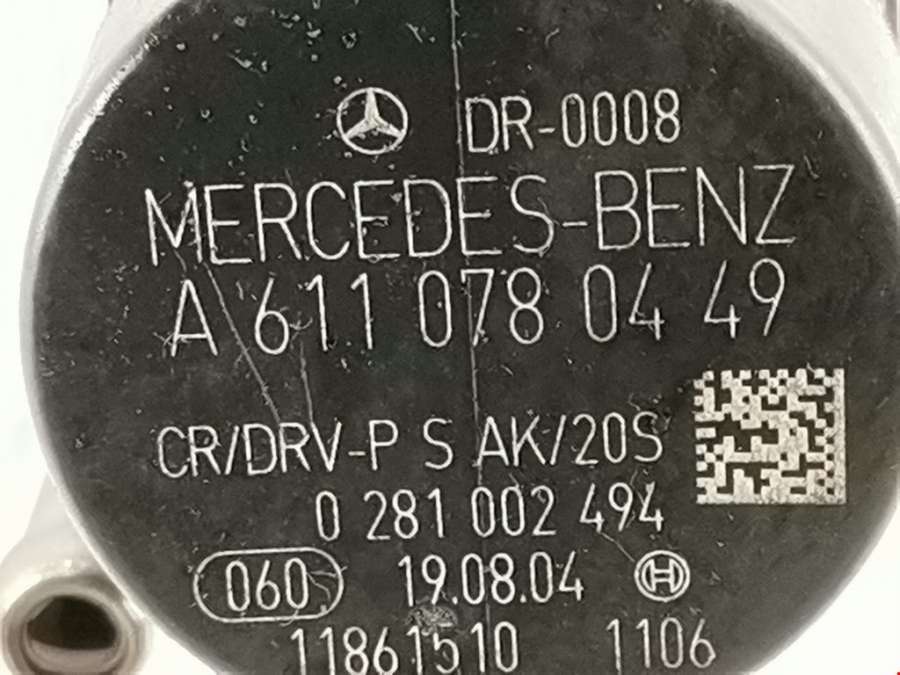 DR-0008
MERCEDES-BENZ
A 611 078 04 49
CR/DRV-P S AK/20S
0 281 002 494
060 19.08.04
11861510 1106